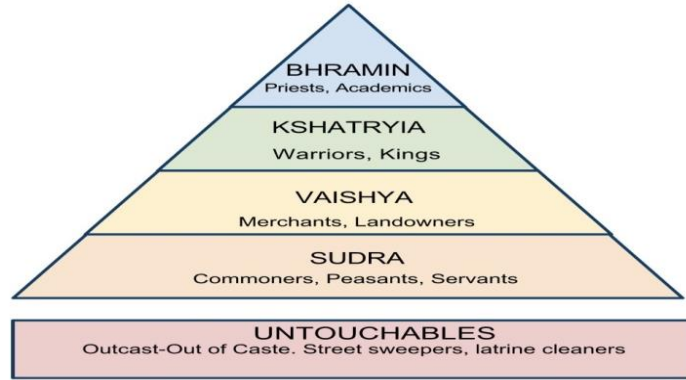 BHRAMIN
Priests, Academics
KSHATRYIA
Warriors, Kings
VAISHYA
Merchants, Landowners
SUDRA
Commoners, Peasants, Servants
UNTOUCHABLES
Outcast-Out of Caste. Street sweepers, latrine cleaners